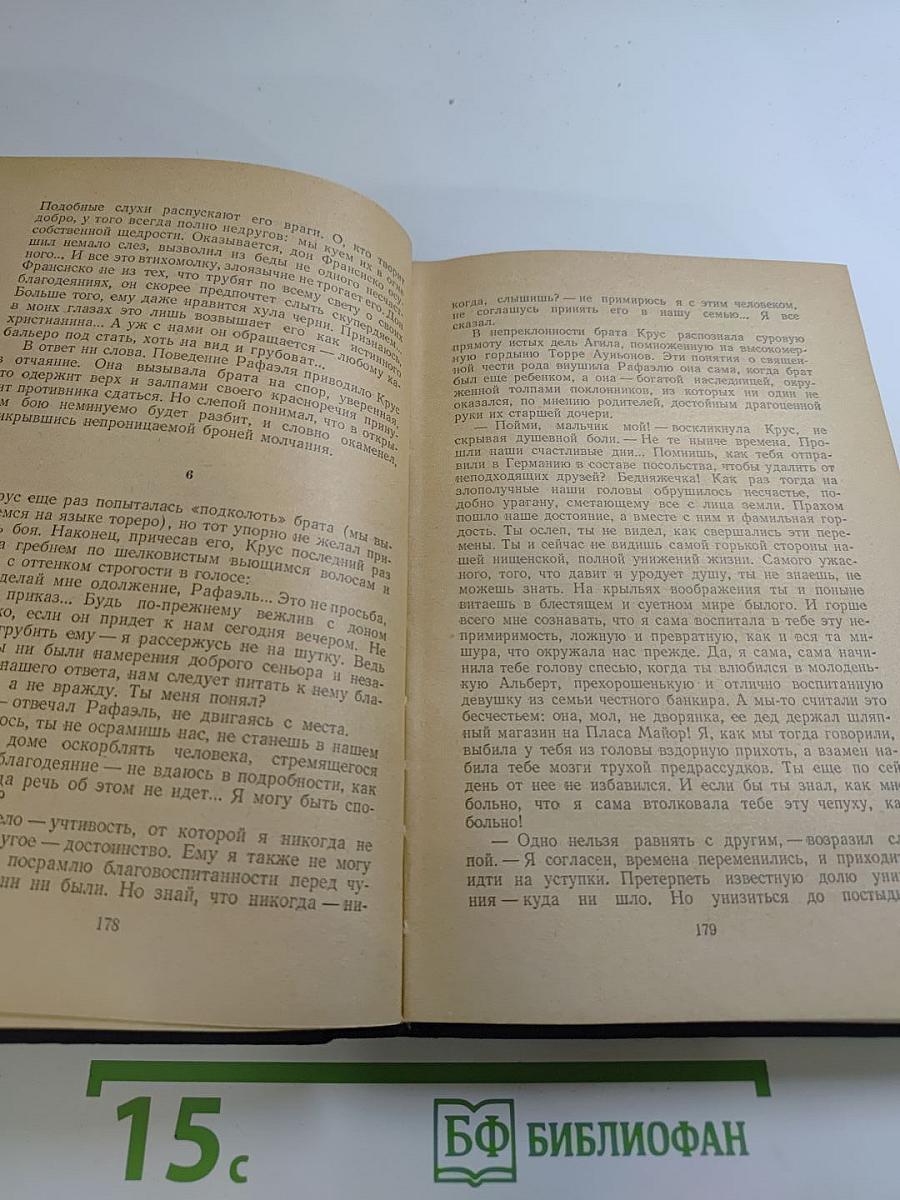 Подобные слухи распускают его враги. О, кто творит
добро, у того всегда полно недругов: мы куем их в огне
собственной щедрости. Оказывается, дон Франсиско осу-
шил немало слез, вызволил из беды не одного несчаст-
ного... И все это втихомолку, злоязычие не трогает его. Дон
Франсиско не из тех, что трубят по всему свету о своих
благодеяниях, он скорее предпочтет слыть скупердяем.
Больше того, ему даже нравится хула черни. Признаюсь,
в моих глазах это лишь возвышает его как истинного
христианина... А уж с нами он обращается — любому ка-
бальеро под стать, хоть на вид и грубоват...
В ответ ни слова. Поведение Рафаэля приводило Крус
в отчаяние. Она вызывала брата на спор, уверенная,
что одержит верх и залпами своего красноречия прину-
дит противника сдаться. Но слепой понимал, что в откры-
м бою неминуемо будет разбит, и словно окаменел,
икрывшись непроницаемой броней молчания.
6
рус еще раз попыталась «подколоть» брата (мы вы-
емся на языке тореро), но тот упорно не желал при-
ь боя. Наконец, причесав его, Крус последний раз
а гребнем по шелковистым вьющимся волосам и
с оттенком строгости в голосе:
делай мне одолжение, Рафаэль... Это не просьба,
приказ... Будь по-прежнему вежлив с доном
ко, если он придет к нам сегодня вечером. Не
грубить ему — я рассержусь не на шутку. Ведь
ы ни были намерения доброго сеньора и неза-
нашего ответа, нам следует питать к нему бла-
а не вражду. Ты меня понял?
— отвечал Рафаэль, не двигаясь с места.
ось, ты не осрамишь нас, не станешь в нашем
доме оскорблять человека, стремящегося
благодеяние — не вдаюсь в подробности, как
да речь об этом не идет... Я могу быть спо-
?
ело — учтивость, от которой я никогда не
угое — достоинство. Ему я также не могу
посрамлю благовоспитанности перед чу-
ни ни были. Но знай, что никогда — ни-
178
когда, слышишь? — не примирюсь я с этим человеком,
не соглашусь принять его в нашу семью... Я все
сказал.
В непреклонности брата Крус распознала суровую
прямоту истых дель Агила, помноженную на высокомер-
ную гордыню Торре Ауньонов. Эти понятия о священ-
ной чести рода внушила Рафаэлю она сама, когда брат
был еще ребенком, а она — богатой наследницей, окру-
женной толпами поклонников, из которых ни один не
оказался, по мнению родителей, достойным драгоценной
руки их старшей дочери.
— Пойми, мальчик мой! — воскликнула Крус, не
скрывая душевной боли. — Не те нынче времена. Про-
шли наши счастливые дни... Помнишь, как тебя отпра-
вили в Германию в составе посольства, чтобы удалить от
неподходящих друзей? Бедняжечка! Как раз тогда на
злополучные наши головы обрушилось несчастье, по-
добно урагану, сметающему все с лица земли. Прахом
пошло наше достояние, а вместе с ним и фамильная гор-
дость. Ты ослеп, ты не видел, как свершались эти пере-
мены. Ты и сейчас не видишь самой горькой стороны на-
шей нищенской, полной унижений жизни. Самого ужас-
ного, того, что давит и уродует душу, ты не знаешь, не
можешь знать. На крыльях воображения ты и поныне
витаешь в блестящем и суетном мире былого. И горше
всего мне сознавать, что я сама воспитала в тебе эту не-
примиримость, ложную и превратную, как и вся та ми-
шура, что окружала нас прежде. Да, я сама, сама начи-
нила тебе голову спесью, когда ты влюбился в молодень-
кую Альберт, прехорошенькую и отлично воспитанную
девушку из семьи честного банкира. А мы-то считали это
бесчестьем: она, мол, не дворянка, ее дед держал шляп-
ный магазин на Пласа Майор! Я, как мы тогда говорили,
выбила у тебя из головы вздорную прихоть, а взамен на-
била тебе мозги трухой предрассудков. Ты еще по сей
день от нее не избавился. И если бы ты знал, как мне
больно, что я сама втолковала тебе эту чепуху, ка
больно!
— Одно нельзя равнять с другим, — возразил сл
пой. — Я согласен, времена переменились, и приходит
идти на уступки. Претерпеть известную долю униж
ния — куда ни шло. Но унизиться до постыд
179
15 с
БФ БИБЛИОФАН